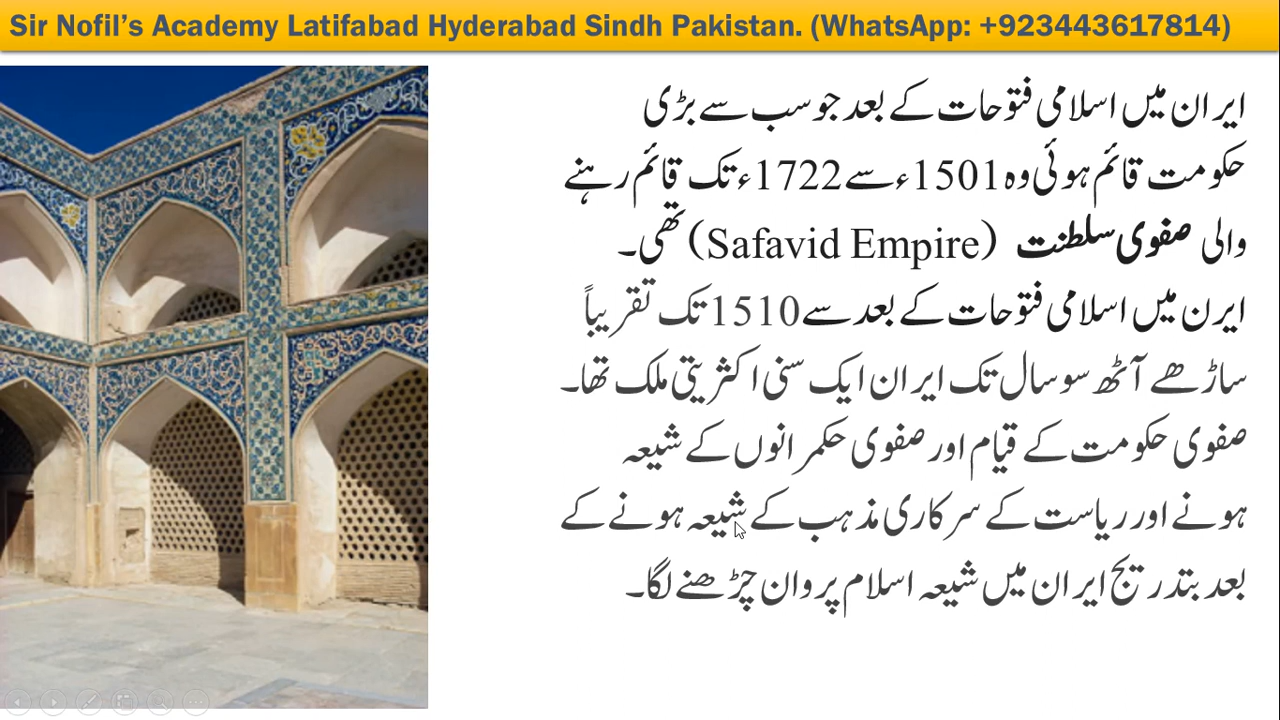 Sir Nofil’s Academy Latifabad Hyderabad Sindh Pakistan. (WhatsApp: +923443617814)
ایران میں اسلامی فتوحات کے بعد جو سب سے بڑی
حکومت قائم ہوئی وہ 1501ء سے 1722ء تک قائم رہنے
والی صفوی سلطنت (Safavid Empire) تھی۔
ایرن میں اسلامی فتوحات کے بعد سے 1510 تک تقریباً
ساڑھے آٹھ سو سال تک ایران ایک سنی اکثریتی ملک تھا۔
صفوی حکومت کے قیام اور صفوی حکمرانوں کے شیعہ
ہونے اور ریاست کے سرکاری مذہب کے شیعہ ہونے کے
بعد بتدریج ایران میں شیعہ اسلام پروان چڑھنے لگا۔